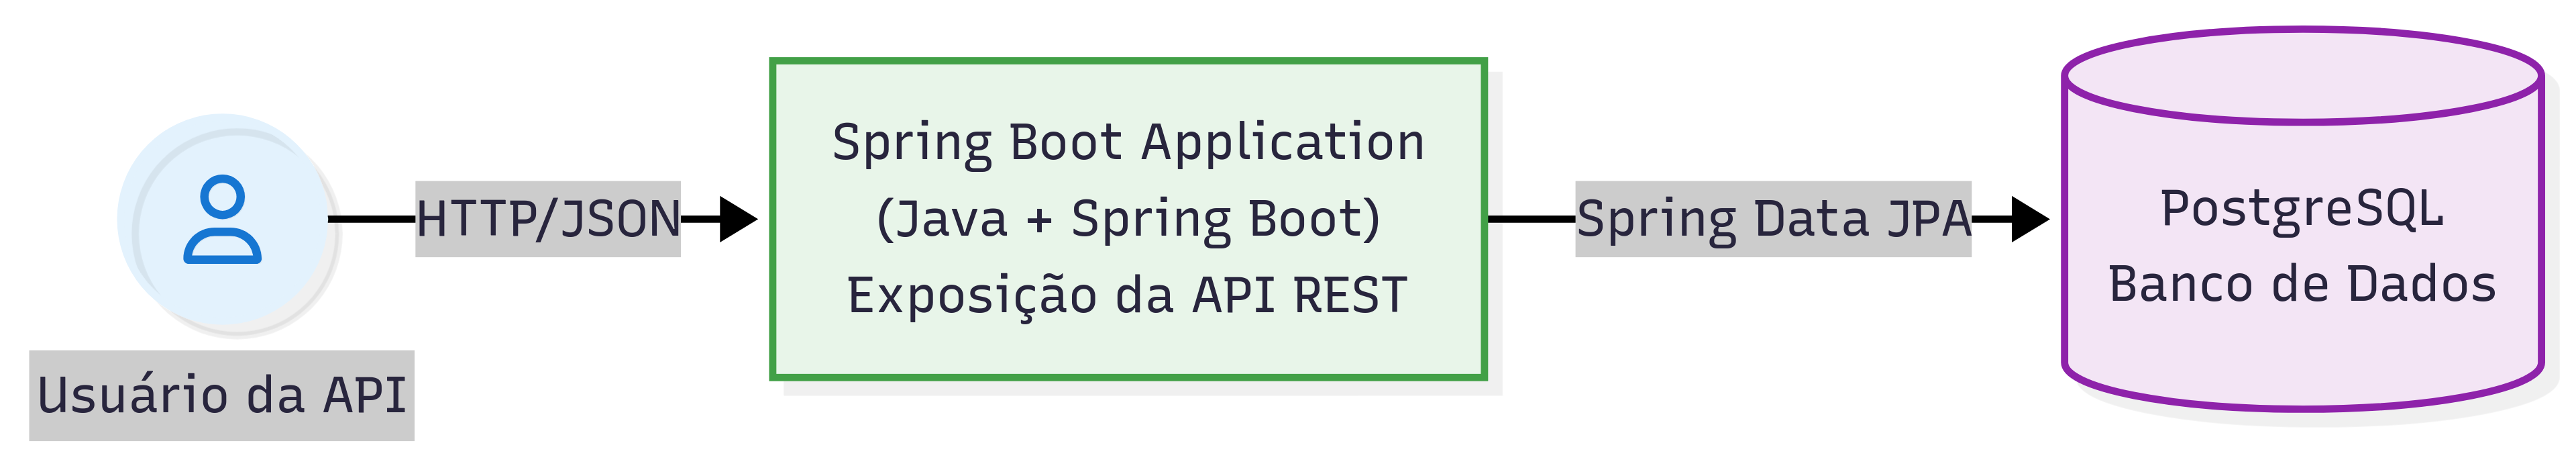 Usuário da API
HTTP/JSON
Spring Boot Application
(Java + Spring Boot)
Exposição da API REST
Spring Data JPA
PostgreSQL
Banco de Dados